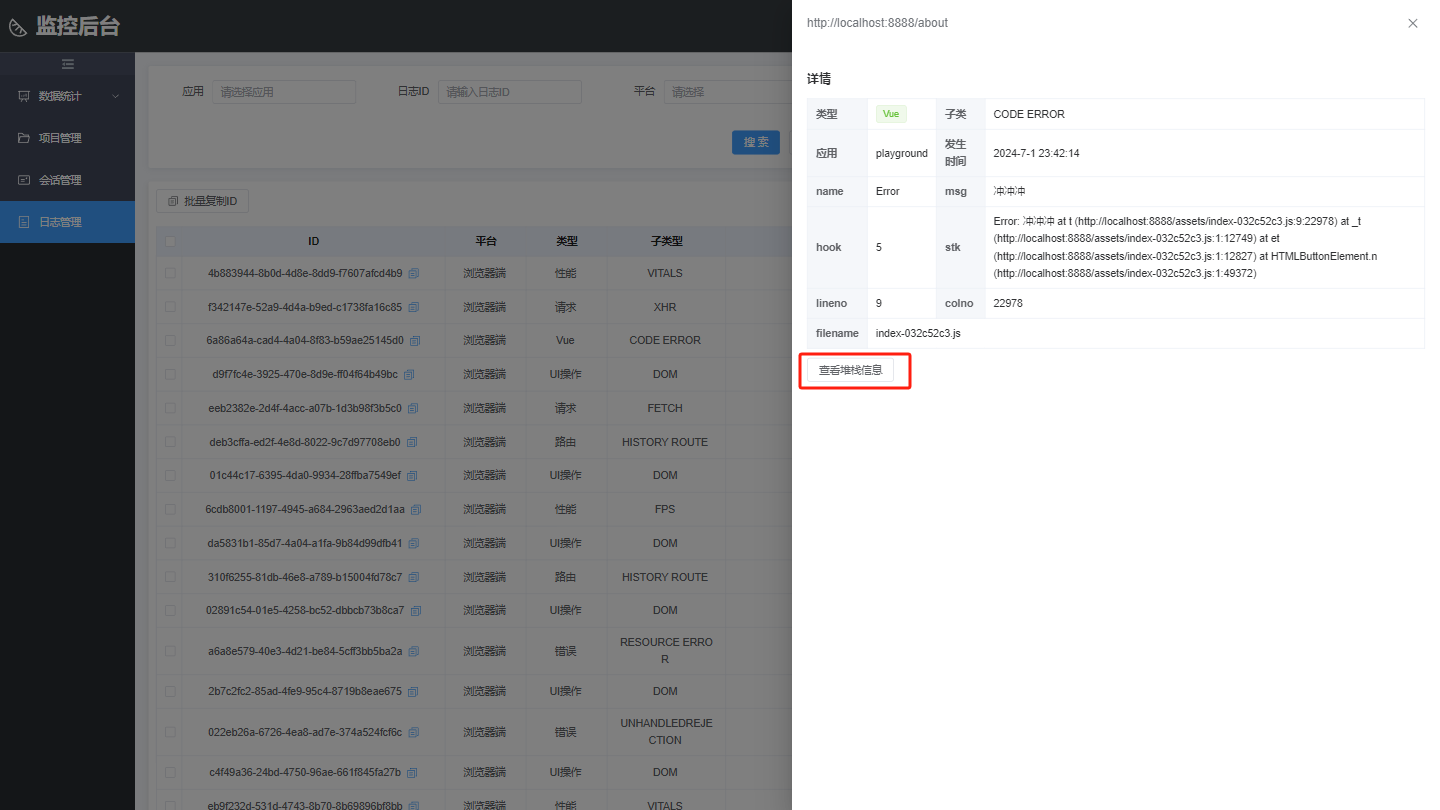 监控后台
数据统计
项目管理
会话管理
日志管理
应用 请选择应用 日志ID 请输入日志ID 平台 请选择
搜 索
批量复制ID
ID 平台 类型 子类型
4b883944-8b0d-4d8e-8dd9-f7607afcd4b9 浏览器端 性能 VITALS
f342147e-52a9-4d4a-b9ed-c1738fa16c85 浏览器端 请求 XHR
6a86a64a-cad4-4a04-8f83-b59ae25145d0 浏览器端 Vue CODE ERROR
d9f7fc4e-3925-470e-8d9e-ff04f64b49bc 浏览器端 UI操作 DOM
eeb2382e-2d4f-4acc-a07b-1d3b98f3b5c0 浏览器端 请求 FETCH
deb3cffa-ed2f-4e8d-8022-9c7d97708eb0 浏览器端 路由 HISTORY ROUTE
01c44c17-6395-4da0-9934-28ffba7549ef 浏览器端 UI操作 DOM
6cdb8001-1197-4945-a684-2963aed2d1aa 浏览器端 性能 FPS
da5831b1-85d7-4a04-a1fa-9b84d99dfb41 浏览器端 UI操作 DOM
310f6255-81db-46e8-a789-b15004fd78c7 浏览器端 路由 HISTORY ROUTE
02891c54-01e5-4258-bc52-dbbcb73b8ca7 浏览器端 UI操作 DOM
a6a8e579-40e3-4d21-be84-5cff3bb5ba2a 浏览器端 错误 RESOURCE ERRO
R
2b7c2fc2-85ad-4fe9-95c4-8719b8eae675 浏览器端 UI操作 DOM
022eb26a-6726-4ea8-ad7e-374a524fcf6c 浏览器端 错误 UNHANDLEDREJE
CTION
c4f49a36-24bd-4750-96ae-661f845fa27b 浏览器端 UI操作 DOM
eb9f232d-531d-4743-8b70-8b69896bf8bb 浏览器端 性能 VITALS
http://localhost:8888/about
详情
类型 Vue 子类 CODE ERROR
应用 playground 发生
时间 2024-7-1 23:42:14
name Error msg 冲冲冲
hook 5 stk
Error: 冲冲冲 at t (http://localhost:8888/assets/index-032c52c3.js:9:22978) at _t
(http://localhost:8888/assets/index-032c52c3.js:1:12749) at et
(http://localhost:8888/assets/index-032c52c3.js:1:12827) at HTMLButtonElement.n
(http://localhost:8888/assets/index-032c52c3.js:1:49372)
lineno 9 colno 22978
filename index-032c52c3.js
查看堆栈信息